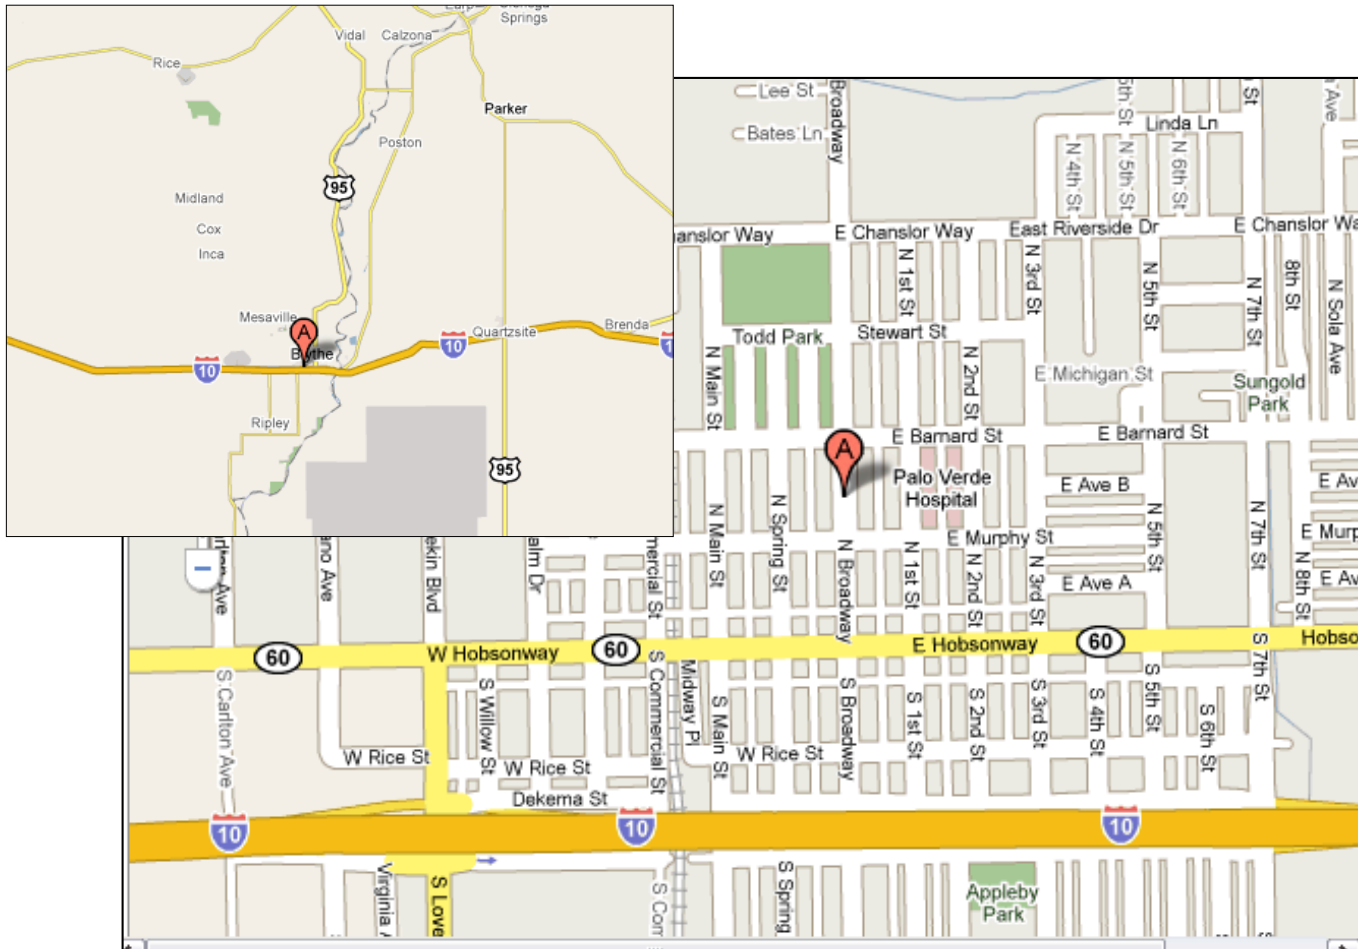 Springs
Vidal
Calzona
Rice
Parker
Poston
95
Midland
Cox
Inca
Mesaville
A
Blythe
Quartzsite
Brenda
10
10
Ripley
95
Lee St
Broadway
Bates Ln
Linda Ln
N 4th St
N 5th St
N 6th St
E Chanslor Way
East Riverside Dr
N 1st St
N 3rd St
N 5th St
N 7th St
8th St
N Sola Ave
Todd Park
Stewart St
N Main St
N 2nd St
E Michigan St
Sungold
Park
E Barnard St
E Barnard St
A
Palo Verde
Hospital
E Ave B
N Main St
N Spring St
E Murphy St
N 5th St
N 7th St
N Broadway
N 1st St
N 2nd St
N 3rd St
E Ave A
N 8th St
60
W Hobsonway
60
E Hobsonway
60
S Carlton Ave
S Willow St
S Commercial St
Midway Pl
S Main St
S Broadway
S 1st St
S 2nd St
S 3rd St
S 4th St
S 5th St
S 6th St
S 7th St
W Rice St
W Rice St
W Rice St
Dekema St
10
10
10
S Spring
Appleby
Park